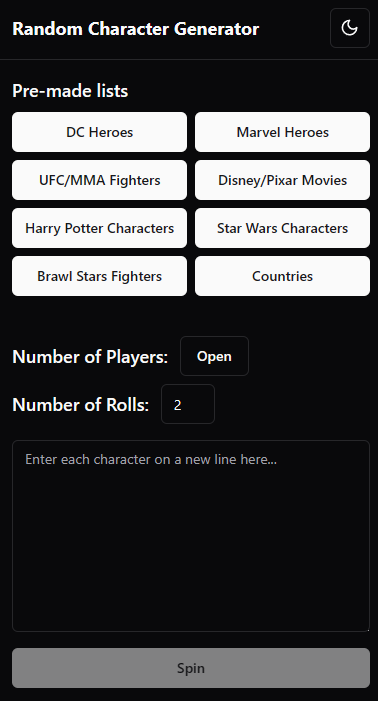 Random Character Generator
Pre-made lists
DC Heroes
Marvel Heroes
UFC/MMA Fighters
Disney/Pixar Movies
Harry Potter Characters
Star Wars Characters
Brawl Stars Fighters
Countries
Number of Players: Open
Number of Rolls: 2
Enter each character on a new line here...
Spin